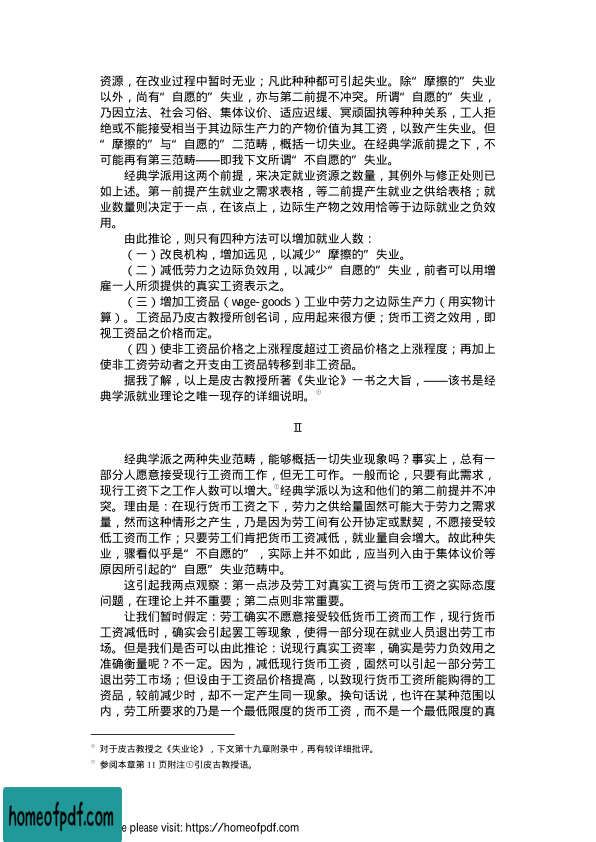 资源，在改业过程中暂时无业；凡此种种都可引起失业。除“摩擦的”失业
以外，尚有“自愿的”失业，亦与第二前提不冲突。所谓“自愿的”失业，
乃因立法、社会习俗、集体议价、适应迟缓、冥顽固执等种种关系，工人拒
绝或不能接受相当于其边际生产力的产物价值为其工资，以致产生失业。但
“摩擦的”与“自愿的”二范畴，概括一切失业。在经典学派前提之下，不
可能再有第三范畴——即我下文所谓“不自愿的”失业。
经典学派用这两个前提，来决定就业资源之数量，其例外与修正处则已
如上述。第一前提产生就业之需求表格，等二前提产生就业之供给表格；就
业数量则决定于一点，在该点上，边际生产物之效用恰等于边际就业之负效
用。
由此推论，则只有四种方法可以增加就业人数：
（一）改良机构，增加远见，以减少“摩擦的”失业。
（二）减低劳力之边际负效用，以减少“自愿的”失业，前者可以用增
雇一人所须提供的真实工资表示之。
（三）增加工资品（wage-goods）工业中劳力之边际生产力（用实物计
算）。工资品乃皮古教授所创名词，应用起来很方便；货币工资之效用，即
视工资品之价格而定。
（四）使非工资品价格之上涨程度超过工资品价格之上涨程度；再加上
使非工资劳动者之开支由工资品转移到非工资品。
据我了解，以上是皮古教授所著《失业论》一书之大旨，——该书是经
典学派就业理论之唯一现存的详细说明。①
Ⅱ
经典学派之两种失业范畴，能够概括一切失业现象吗？事实上，总有一
部分人愿意接受现行工资而工作，但无工可作。一般而论，只要有此需求，
现行工资下之工作人数可以增大。①经典学派以为这和他们的第二前提并不冲
突。理由是：在现行货币工资之下，劳力之供给量固然可能大于劳力之需求
量，然而这种情形之产生，乃是因为劳工间有公开协定或默契，不愿接受较
低工资而工作；只要劳工们肯把货币工资减低，就业量自会增大。故此种失
业，骤看似乎是“不自愿的”，实际上并不如此，应当列入由于集体议价等
原因所引起的“自愿”失业范畴中。
这引起我两点观察：第一点涉及劳工对真实工资与货币工资之实际态度
问题，在理论上并不重要；第二点则非常重要。
让我们暂时假定：劳工确实不愿意接受较低货币工资而工作，现行货币
工资减低时，确实会引起罢工等现象，使得一部分现在就业人员退出劳工市
场。但是我们是否可以由此推论：说现行真实工资率，确实是劳力负效用之
准确衡量呢？不一定。因为，减低现行货币工资，固然可以引起一部分劳工
退出劳工市场；但设由于工资品价格提高，以致现行货币工资所能购得的工
资品，较前减少时，却不一定产生同一现象。换句话说，也许在某种范围以
内，劳工所要求的乃是一个最低限度的货币工资，而不是一个最低限度的真
对于皮古教授之《失业论》，下文第十九章附录中，再有较详细批评。
参阅本章第 11 页附注①引皮古教授语。
homeofpdf.com
e please visit: https://homeofpdf.com